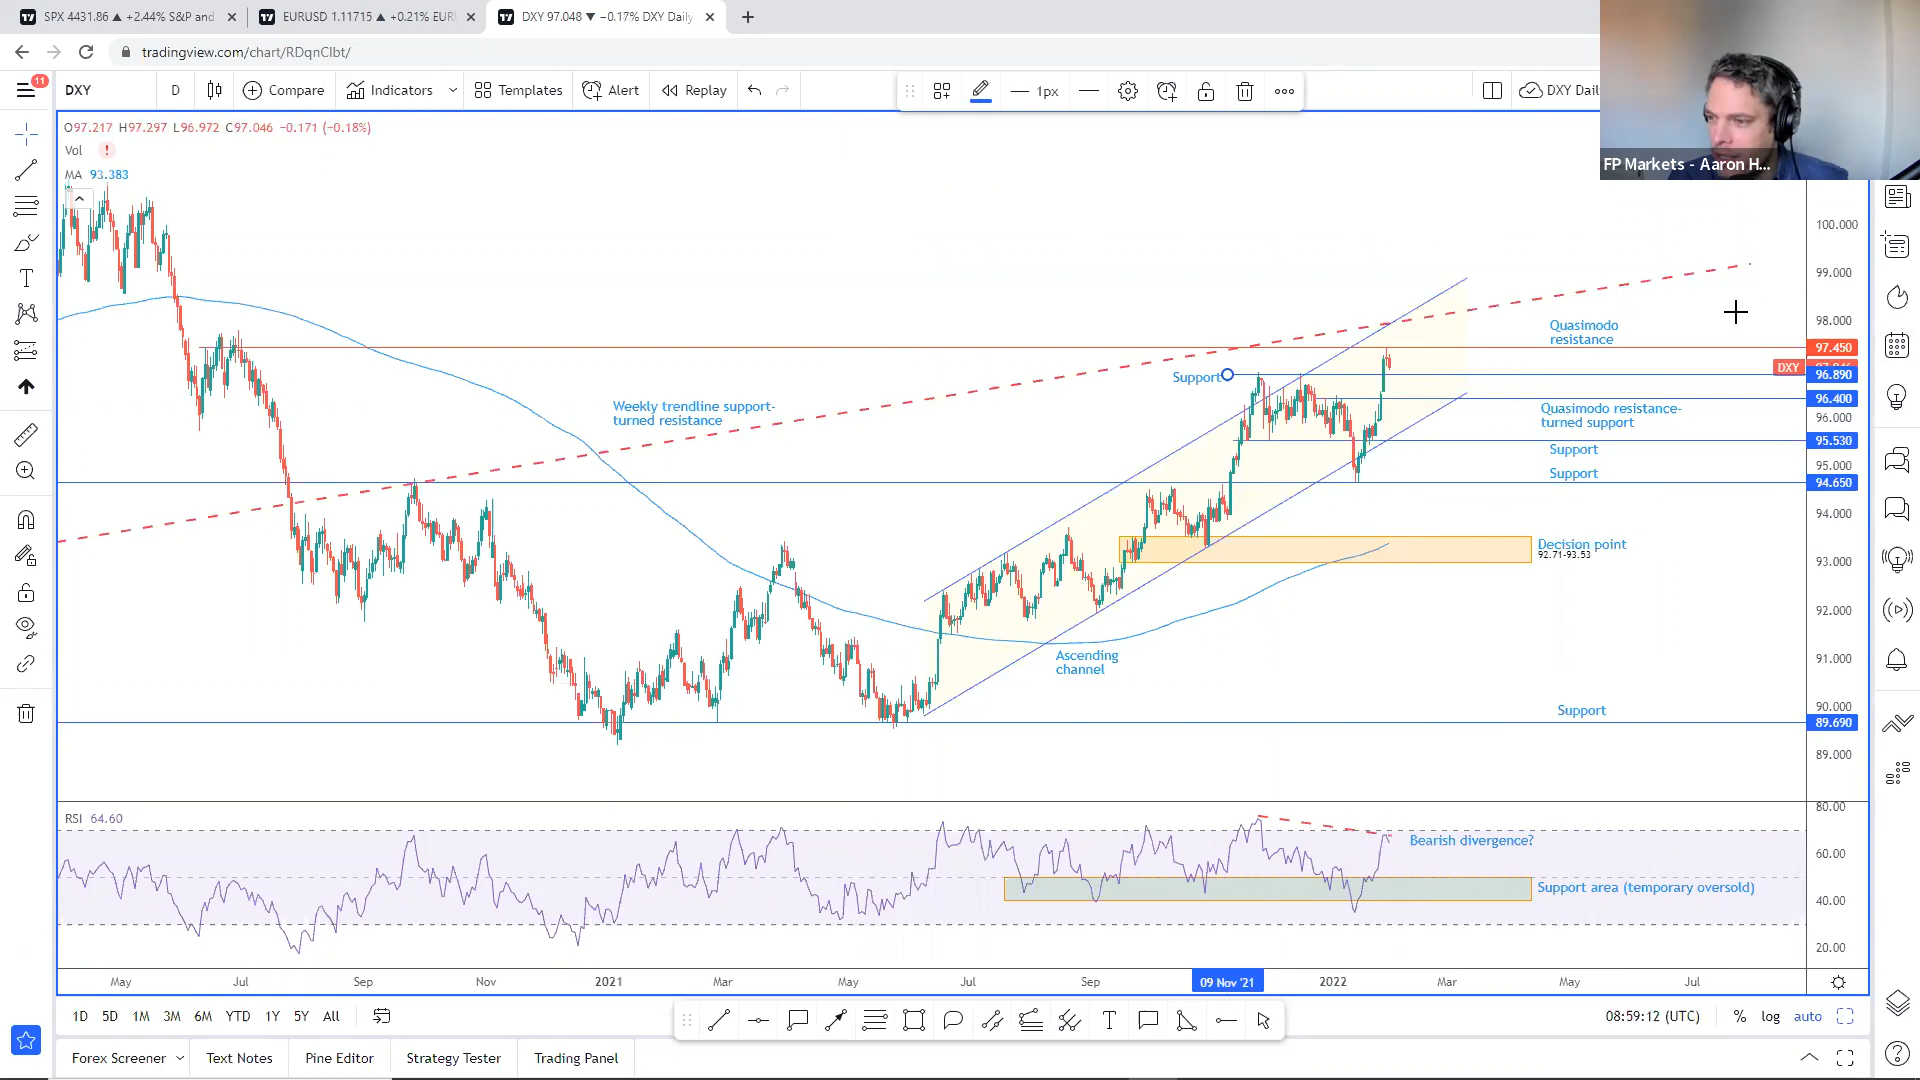 SPX 4431.86 ▲ +2.44% S&P and
EURUSD 1.11715 ▲ +0.21% EUR
DXY 97.048 ▼ −0.17% DXY Daily
tradingview.com/chart/RDqnClbt/
11
DXY
D
Compare
Indicators
Templates
Alert
Replay
1px
DXY Dail
FP Markets - Aaron H...
O97.217 H97.297 L96.972 C97.046 −0.171 (−0.18%)
Vol
MA 93.383
100.000
99.000
98.000
Quasimodo
resistance
97.450
DXY
Support
96.890
96.400
Weekly trendline support-
turned resistance
Quasimodo resistance-
turned support
96.000
95.530
Support
95.000
Support
94.650
94.000
Decision point
92.71-93.53
93.000
92.000
Ascending
channel
91.000
90.000
Support
89.690
89.000
80.00
RSI 64.60
Bearish divergence?
60.00
Support area (temporary oversold)
40.00
20.00
May
Jul
Sep
Nov
2021
Mar
May
Jul
Sep
09 Nov '21
2022
Mar
May
Jul
1D 5D 1M 3M 6M YTD 1Y 5Y All
08:59:12 (UTC)
% log auto
Forex Screener
Text Notes
Pine Editor
Strategy Tester
Trading Panel